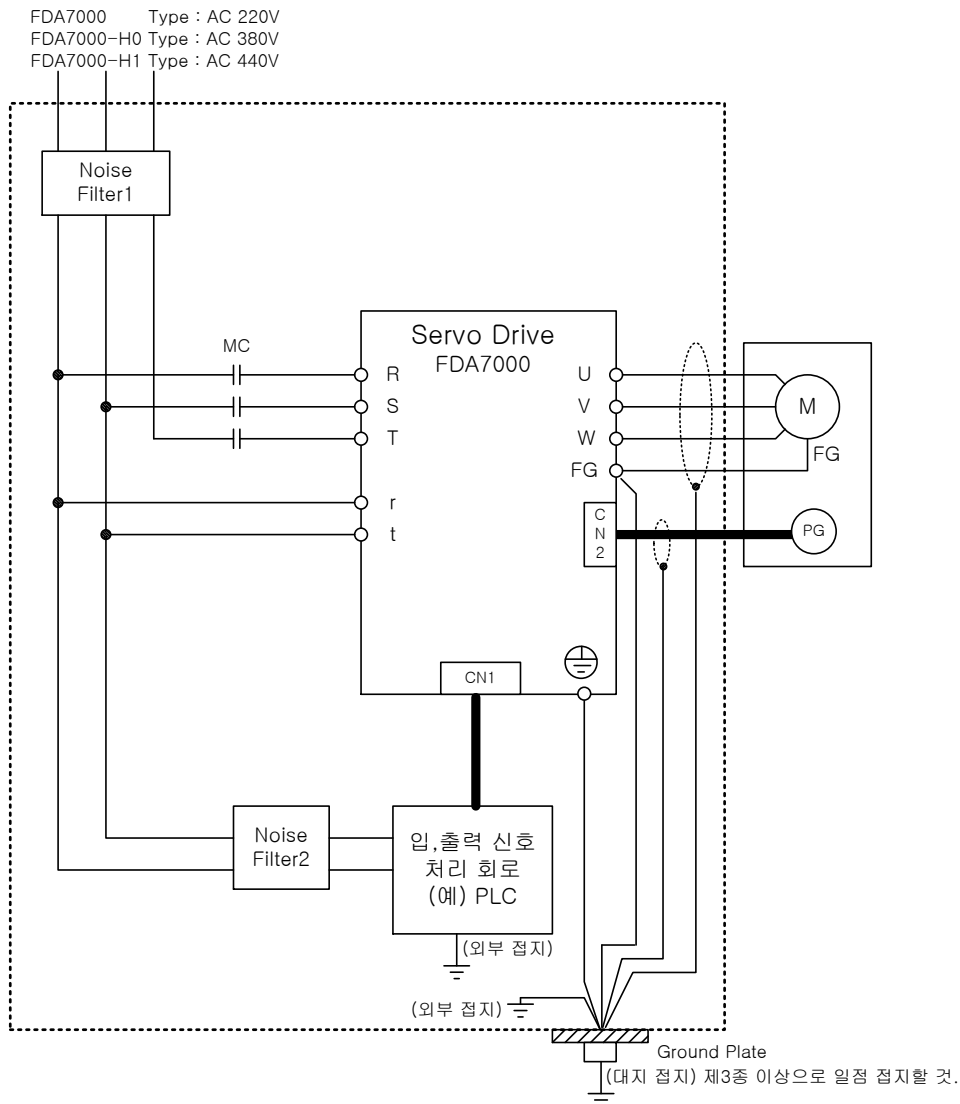 FDA7000 Type : AC 220V
FDA7000-H0 Type : AC 380V
FDA7000-H1 Type : AC 440V
Noise
Filter1
MC
Servo Drive
FDA7000
R
S
T
r
t
U
V
W
FG
C
N
2
M
FG
PG
CN1
Noise
Filter2
입,출력 신호
처리 회로
(예) PLC
(외부 접지)
(외부 접지)
Ground Plate
(대지 접지) 제3종 이상으로 일점 접지할 것.